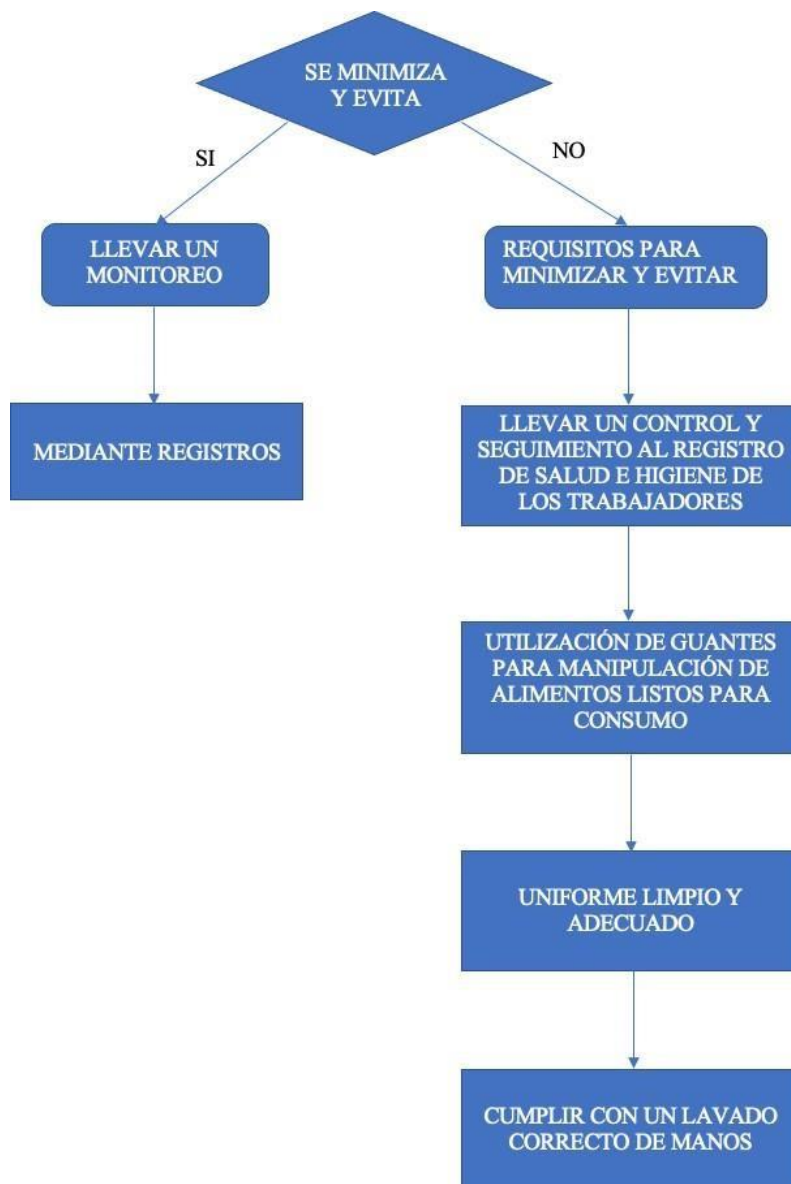 SE MINIMIZA
Y EVITA
SI
NO
LLEVAR UN
MONITOREO
REQUISITOS PARA
MINIMIZAR Y EVITAR
MEDIANTE REGISTROS
LLEVAR UN CONTROL Y
SEGUIMIENTO AL REGISTRO
DE SALUD E HIGIENE DE
LOS TRABAJADORES
UTILIZACIÓN DE GUANTES
PARA MANIPULACIÓN DE
ALIMENTOS LISTOS PARA
CONSUMO
UNIFORME LIMPIO Y
ADECUADO
CUMPLIR CON UN LAVADO
CORRECTO DE MANOS